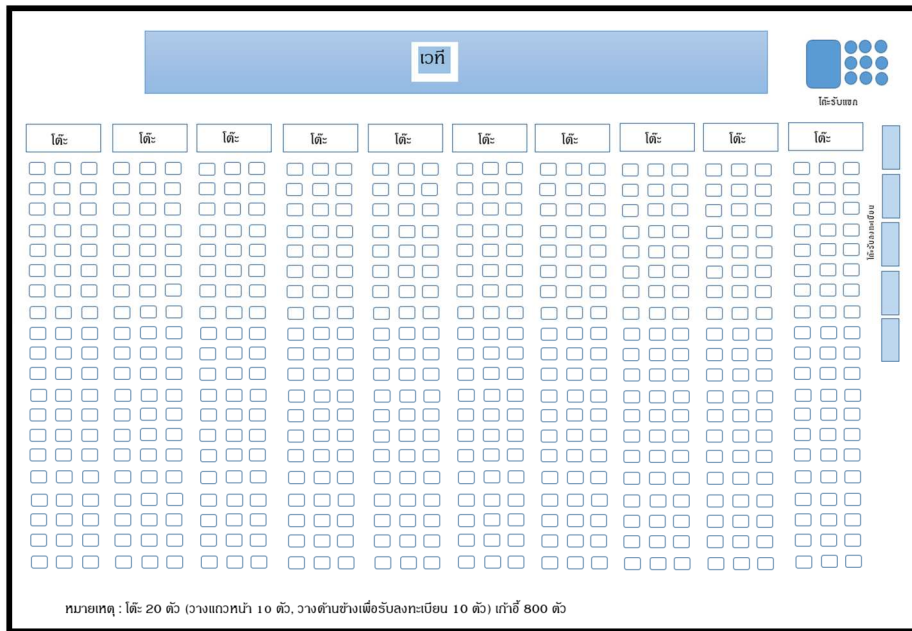 เวที
โต๊ะรับแขก
โต๊ะ
โต๊ะ
โต๊ะ
โต๊ะ
โต๊ะ
โต๊ะ
โต๊ะ
โต๊ะ
โต๊ะ
โต๊ะ
โต๊ะรับลงทะเบียน
หมายเหตุ : โต๊ะ 20 ตัว (วางแถวหน้า 10 ตัว, วางด้านข้างเพื่อรับลงทะเบียน 10 ตัว) เก้าอี้ 800 ตัว